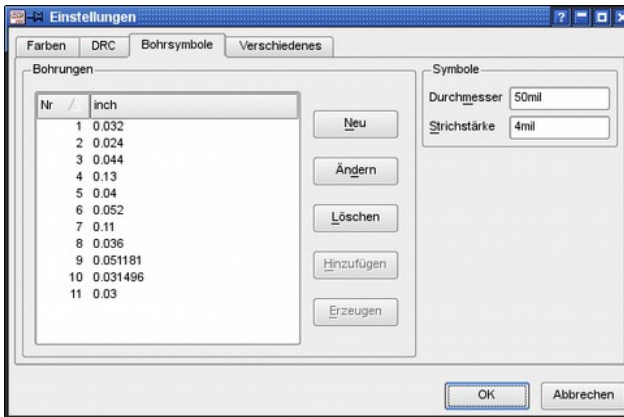 Einstellungen
Farben DRC Bohrsymbole Verschiedenes
Bohrungen
Nr inch
1 0.032
2 0.024
3 0.044
4 0.13
5 0.04
6 0.052
7 0.11
8 0.036
9 0.051181
10 0.031496
11 0.03
Neu
Ändern
Löschen
Hinzufügen
Erzeugen
Symbole
Durchmesser 50mil
Strichstärke 4mil
OK Abbrechen